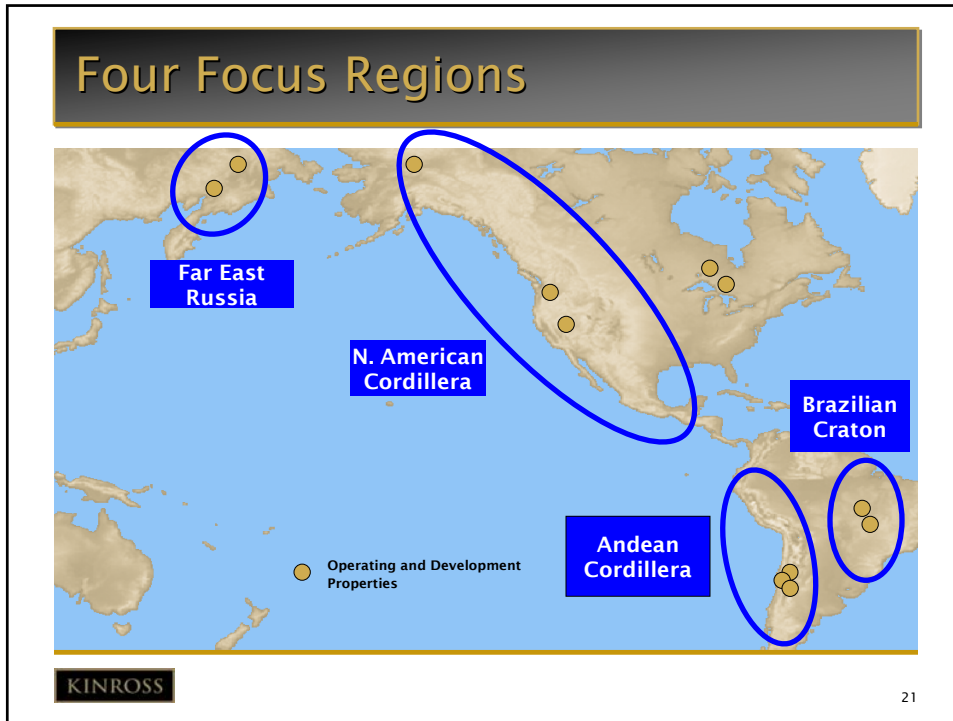 Four Focus Regions
Far East
Russia
N. American
Cordillera
Brazilian
Craton
Andean
Cordillera
Operating and Development
Properties
KINROSS
21